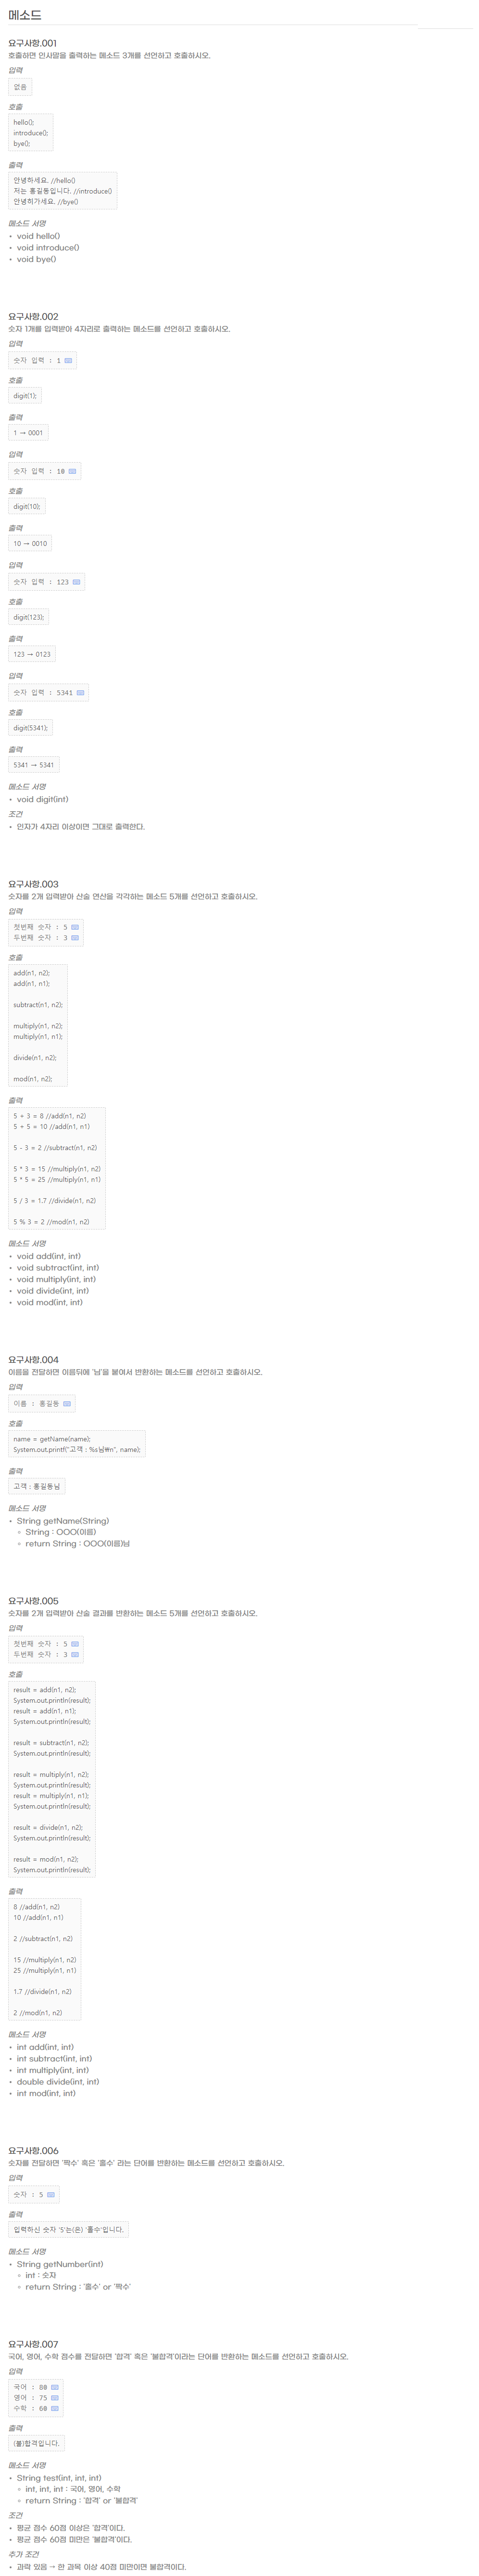 메소드
요구사항.001
호출하면 인사말을 출력하는 메소드 3개를 선언하고 호출하시오.
입력
없음
호출
hello();
introduce();
bye();
출력
안녕하세요. //hello()
저는 홍길동입니다. //introduce()
안녕히가세요. //bye()
메소드 서명
• void hello()
• void introduce()
• void bye()
요구사항.002
숫자 1개를 입력받아 4자리로 출력하는 메소드를 선언하고 호출하시오.
입력
숫자 입력 : 1
호출
digit(1);
출력
1 → 0001
입력
숫자 입력 : 10
호출
digit(10);
출력
10 → 0010
입력
숫자 입력 : 123
호출
digit(123);
출력
123 → 0123
입력
숫자 입력 : 5341
호출
digit(5341);
출력
5341 → 5341
메소드 서명
• void digit(int)
조건
• 인자가 4자리 이상이면 그대로 출력한다.
요구사항.003
숫자를 2개 입력받아 산술 연산을 각각하는 메소드 5개를 선언하고 호출하시오.
입력
첫번째 숫자 : 5
두번째 숫자 : 3
호출
add(n1, n2);
add(n1, n1);
subtract(n1, n2);
multiply(n1, n2);
multiply(n1, n1);
divide(n1, n2);
mod(n1, n2);
출력
5 + 3 = 8 //add(n1, n2)
5 + 5 = 10 //add(n1, n1)
5 - 3 = 2 //subtract(n1, n2)
5 * 3 = 15 //multiply(n1, n2)
5 * 5 = 25 //multiply(n1, n1)
5 / 3 = 1.7 //divide(n1, n2)
5 % 3 = 2 //mod(n1, n2)
메소드 서명
• void add(int, int)
• void subtract(int, int)
• void multiply(int, int)
• void divide(int, int)
• void mod(int, int)
요구사항.004
이름을 전달하면 이름뒤에 '님'을 붙여서 반환하는 메소드를 선언하고 호출하시오.
입력
이름 : 홍길동
호출
name = getName(name);
System.out.printf("고객 : %s님₩n", name);
출력
고객 : 홍길동님
메소드 서명
• String getName(String)
◦ String : OOO(이름)
◦ return String : OOO(이름)님
요구사항.005
숫자를 2개 입력받아 산술 결과를 반환하는 메소드 5개를 선언하고 호출하시오.
입력
첫번째 숫자 : 5
두번째 숫자 : 3
호출
result = add(n1, n2);
System.out.println(result);
result = add(n1, n1);
System.out.println(result);
result = subtract(n1, n2);
System.out.println(result);
result = multiply(n1, n2);
System.out.println(result);
result = multiply(n1, n1);
System.out.println(result);
result = divide(n1, n2);
System.out.println(result);
result = mod(n1, n2);
System.out.println(result);
출력
8 //add(n1, n2)
10 //add(n1, n1)
2 //subtract(n1, n2)
15 //multiply(n1, n2)
25 //multiply(n1, n1)
1.7 //divide(n1, n2)
2 //mod(n1, n2)
메소드 서명
• int add(int, int)
• int subtract(int, int)
• int multiply(int, int)
• double divide(int, int)
• int mod(int, int)
요구사항.006
숫자를 전달하면 '짝수' 혹은 '홀수' 라는 단어를 반환하는 메소드를 선언하고 호출하시오.
입력
숫자 : 5
출력
입력하신 숫자 '5'는(은) '홀수'입니다.
메소드 서명
• String getNumber(int)
◦ int : 숫자
◦ return String : '홀수' or '짝수'
요구사항.007
국어, 영어, 수학 점수를 전달하면 '합격' 혹은 '불합격'이라는 단어를 반환하는 메소드를 선언하고 호출하시오.
입력
국어 : 80
영어 : 75
수학 : 60
출력
(불)합격입니다.
메소드 서명
• String test(int, int, int)
◦ int, int, int : 국어, 영어, 수학
◦ return String : '합격' or '불합격'
조건
• 평균 점수 60점 이상은 '합격'이다.
• 평균 점수 60점 미만은 '불합격'이다.
추가 조건
• 과락 있음 → 한 과목 이상 40점 미만이면 불합격이다.